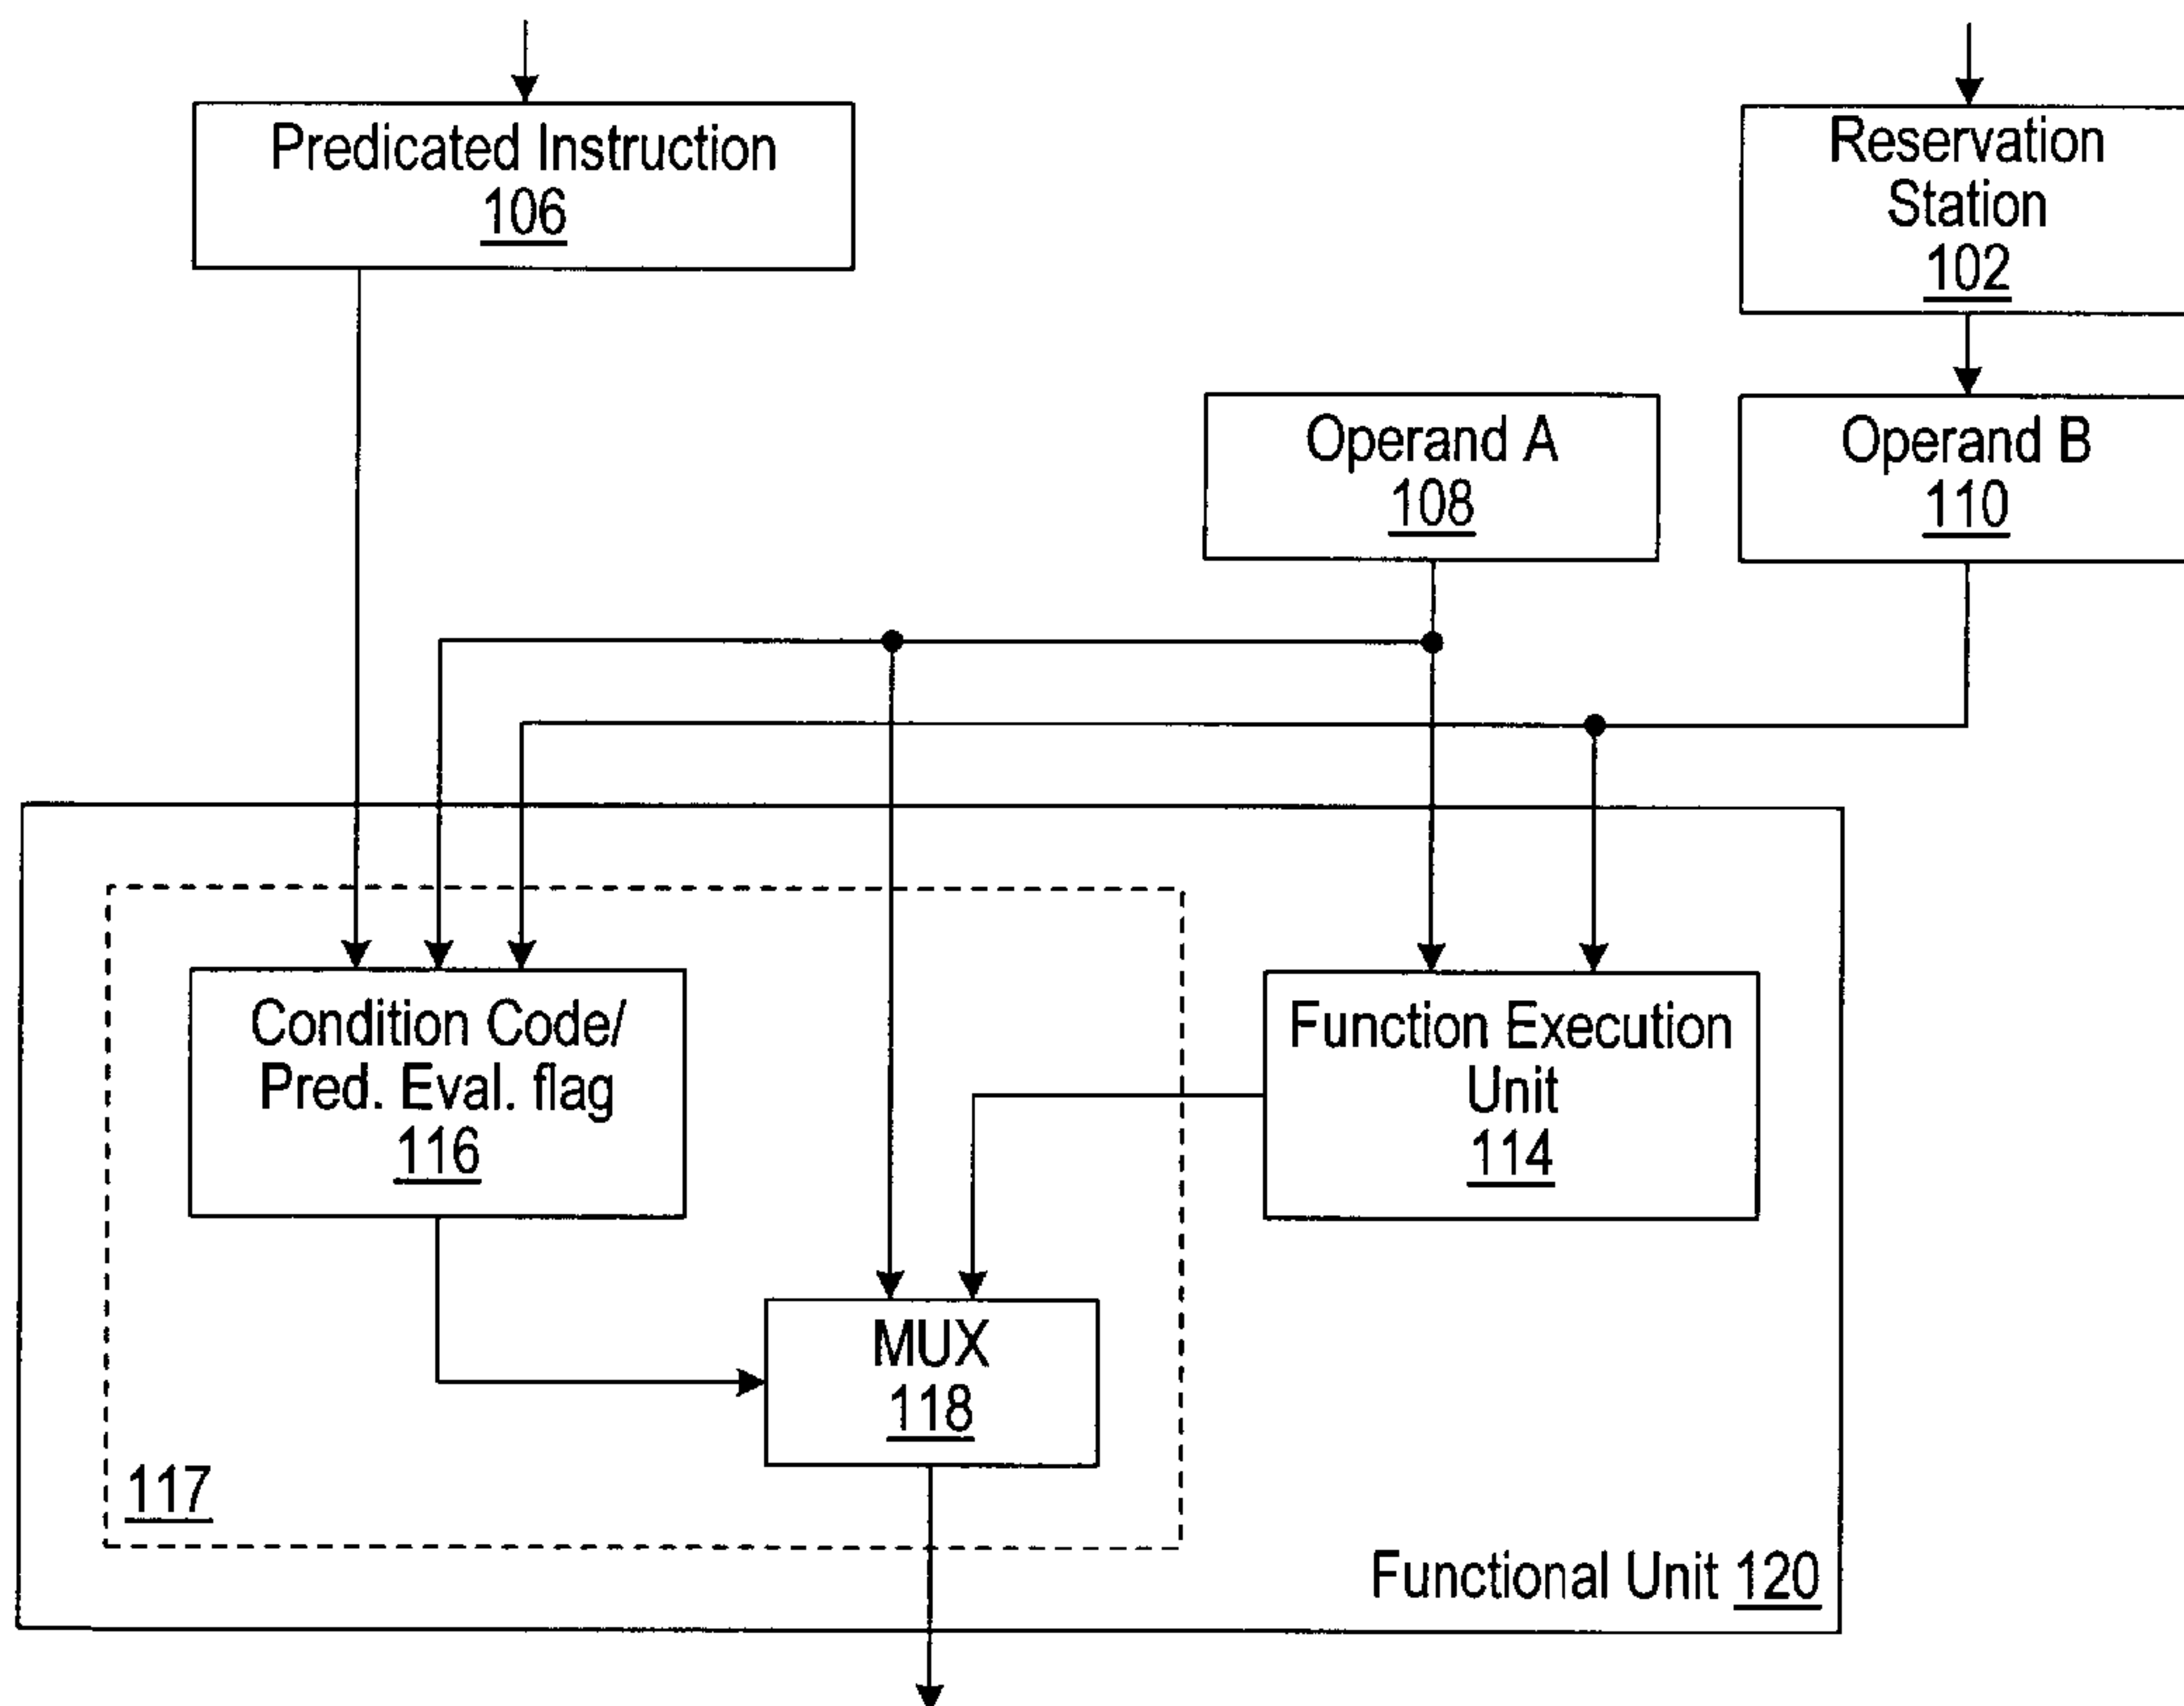 Predicated Instruction
106
Reservation
Station
102
Operand A
108
Operand B
110
Condition Code/
Pred. Eval. flag
116
Function Execution
Unit
114
MUX
118
117
Functional Unit 120